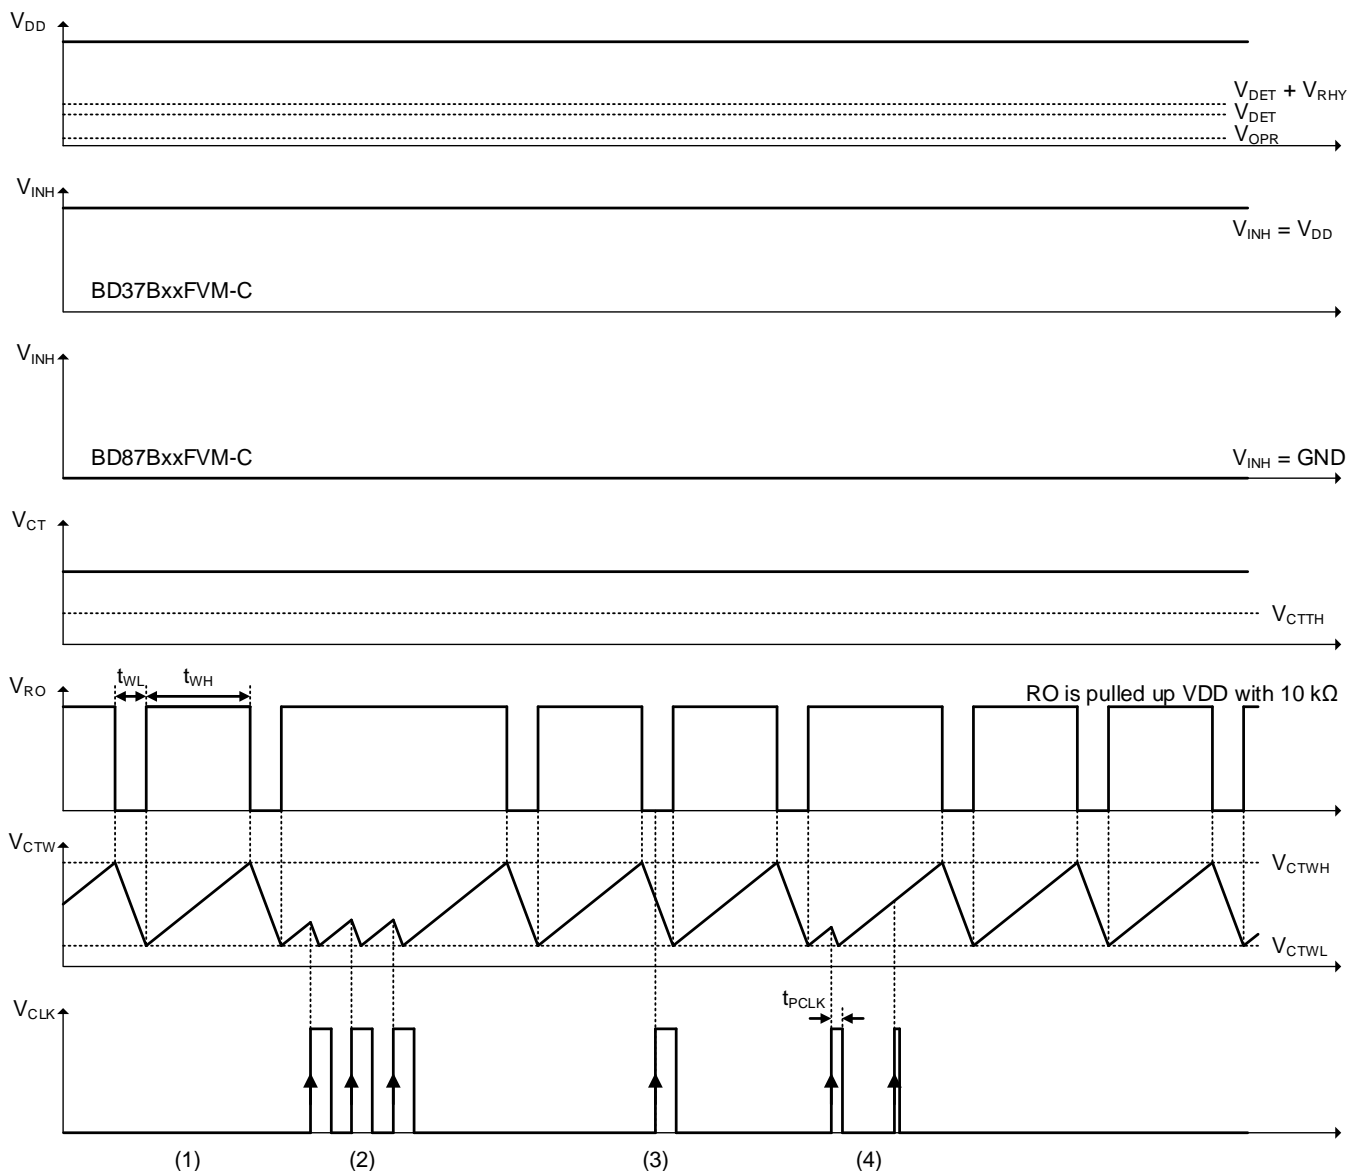 VDD
VDET + VRHY
VDET
VOPR
VINH
VINH = VDD
BD37BxxFVM-C
VINH
BD87BxxFVM-C
VINH = GND
VCT
VCTTH
VRO
tWL
tWH
RO is pulled up VDD with 10 kΩ
VCTW
VCTWH
VCTWL
VCLK
tPCLK
(1)
(2)
(3)
(4)